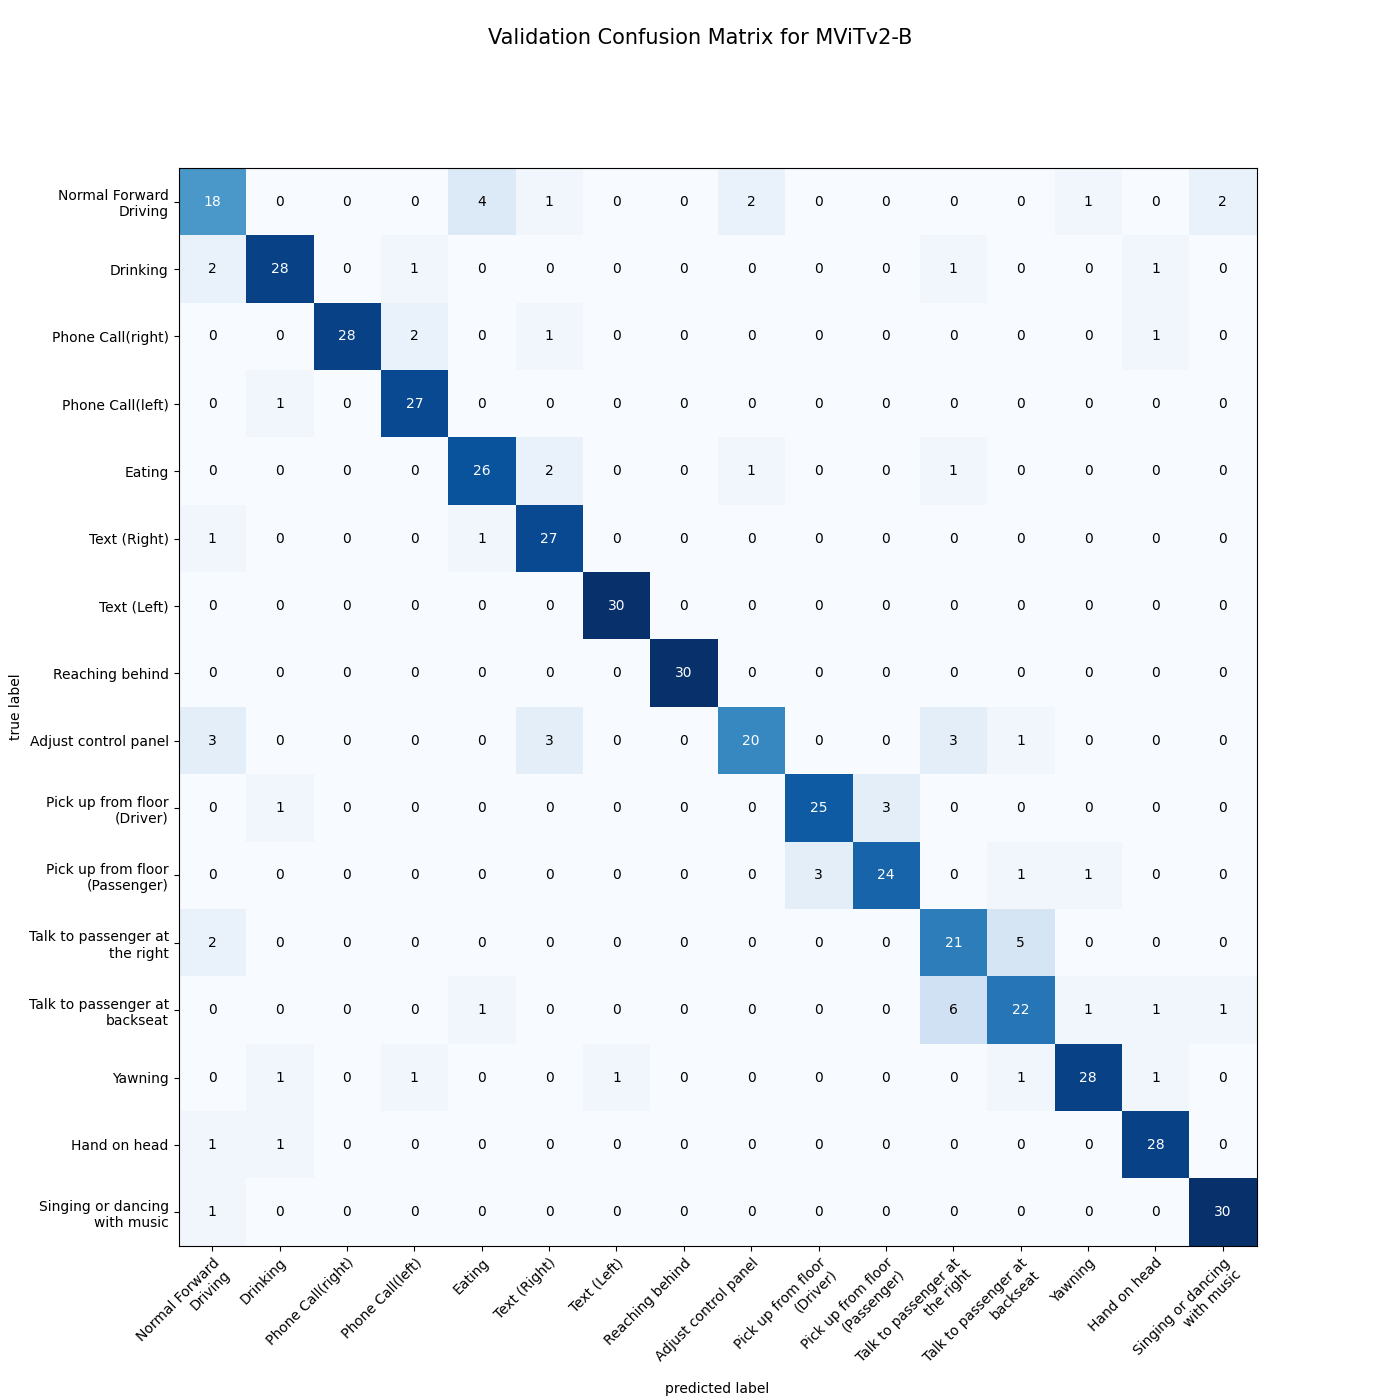 Validation Confusion Matrix for MViTv2-B
Normal Forward
Driving
18 0 0 0 4 1 0 0 2 0 0 0 0 1 0 2
Drinking
2 28 0 1 0 0 0 0 0 0 0 1 0 0 1 0
Phone Call(right)
0 0 28 2 0 1 0 0 0 0 0 0 0 0 1 0
Phone Call(left)
0 1 0 27 0 0 0 0 0 0 0 0 0 0 0 0
Eating
0 0 0 0 26 2 0 0 1 0 0 1 0 0 0 0
Text (Right)
1 0 0 0 1 27 0 0 0 0 0 0 0 0 0 0
Text (Left)
0 0 0 0 0 0 30 0 0 0 0 0 0 0 0 0
Reaching behind
0 0 0 0 0 0 0 30 0 0 0 0 0 0 0 0
true label
Adjust control panel
3 0 0 0 0 3 0 0 20 0 0 3 1 0 0 0
Pick up from floor
(Driver)
0 1 0 0 0 0 0 0 0 25 3 0 0 0 0 0
Pick up from floor
(Passenger)
0 0 0 0 0 0 0 0 0 3 24 0 1 1 0 0
Talk to passenger at
the right
2 0 0 0 0 0 0 0 0 0 0 21 5 0 0 0
Talk to passenger at
backseat
0 0 0 0 1 0 0 0 0 0 0 6 22 1 1 1
Yawning
0 1 0 1 0 0 1 0 0 0 0 0 1 28 1 0
Hand on head
1 1 0 0 0 0 0 0 0 0 0 0 0 0 28 0
Singing or dancing
with music
1 0 0 0 0 0 0 0 0 0 0 0 0 0 0 30
Normal Forward
Driving
Drinking
Phone Call(right)
Phone Call(left)
Eating
Text (Right)
Text (Left)
Reaching behind
Adjust control panel
Pick up from floor
(Driver)
Pick up from floor
(Passenger)
Talk to passenger at
the right
Talk to passenger at
backseat
Yawning
Hand on head
Singing or dancing
with music
predicted label